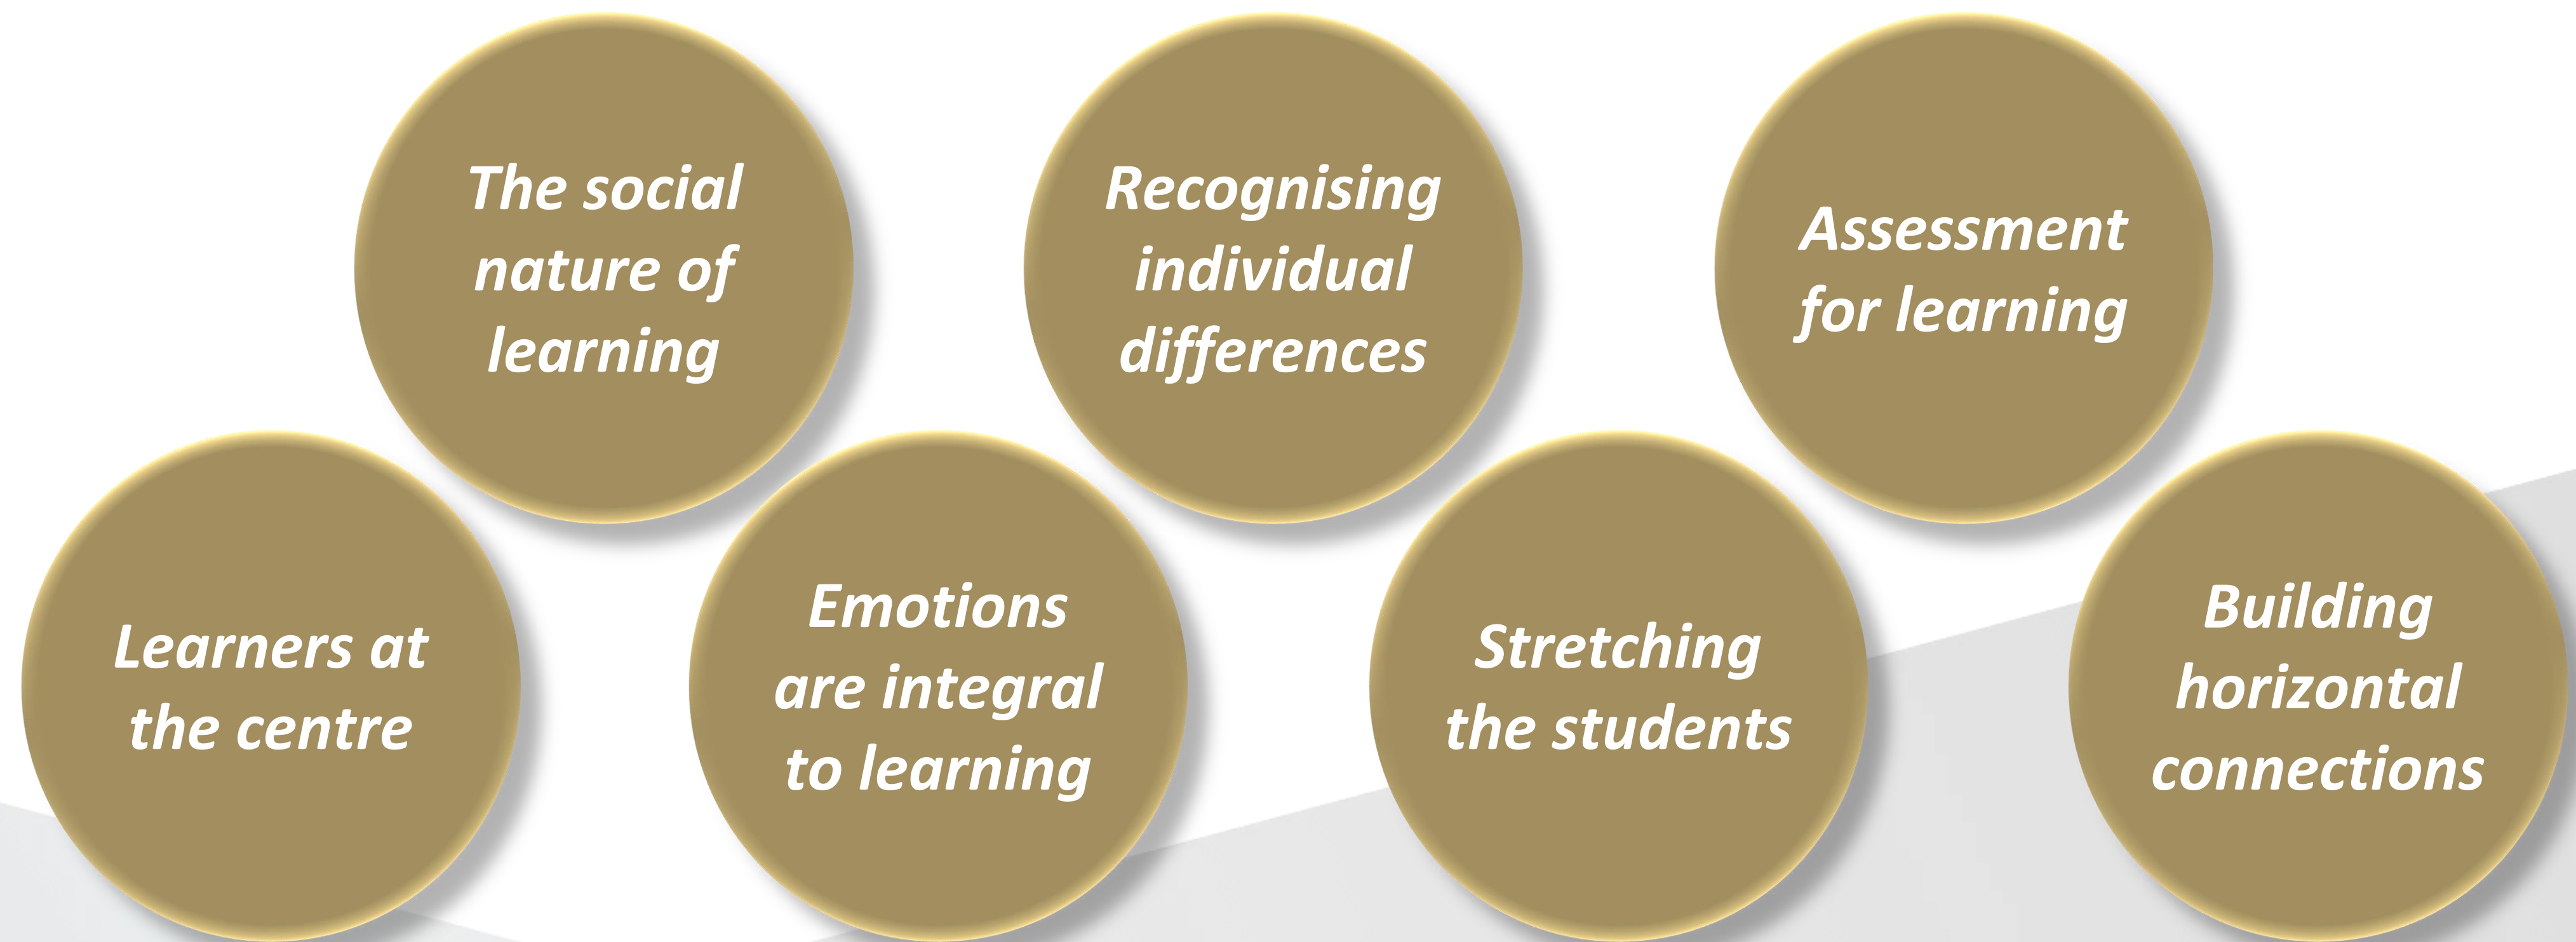 The social
nature of
learning
Recognising
individual
differences
Assessment
for learning
Learners at
the centre
Emotions
are integral
to learning
Stretching
the students
Building
horizontal
connections